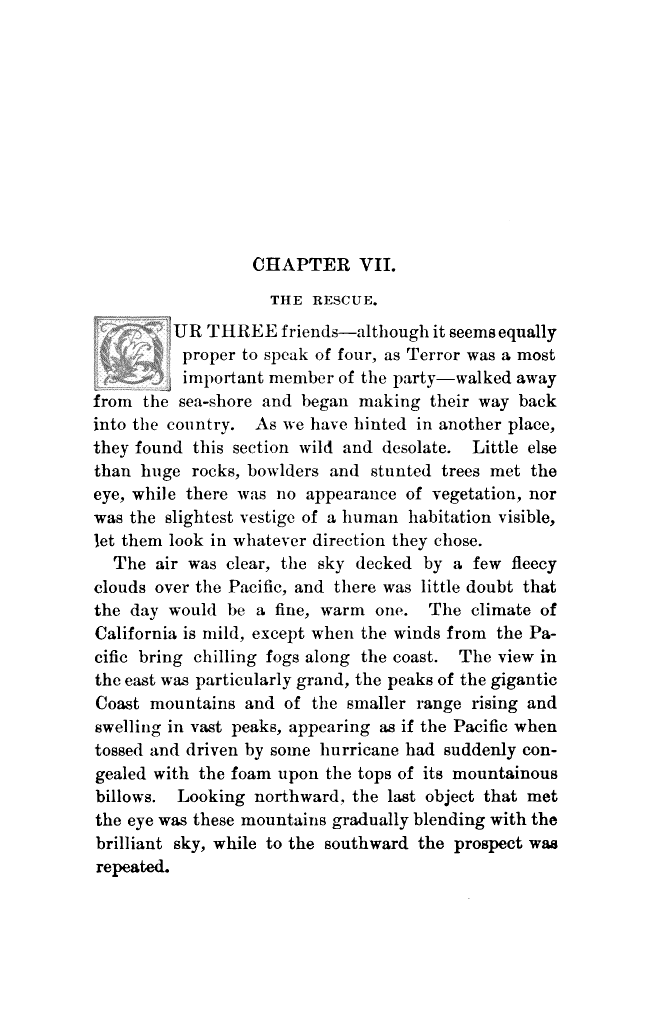 CHAPTER VII.
THE RESCUE.
OUR THREE friends—although it seems equally
proper to speak of four, as Terror was a most
important member of the party—walked away
from the sea-shore and began making their way back
into the country. As we have hinted in another place,
they found this section wild and desolate. Little else
than huge rocks, bowlders and stunted trees met the
eye, while there was no appearance of vegetation, nor
was the slightest vestige of a human habitation visible,
let them look in whatever direction they chose.
The air was clear, the sky decked by a few fleecy
clouds over the Pacific, and there was little doubt that
the day would be a fine, warm one. The climate of
California is mild, except when the winds from the Pa-
cific bring chilling fogs along the coast. The view in
the east was particularly grand, the peaks of the gigantic
Coast mountains and of the smaller range rising and
swelling in vast peaks, appearing as if the Pacific when
tossed and driven by some hurricane had suddenly con-
gealed with the foam upon the tops of its mountainous
billows. Looking northward, the last object that met
the eye was these mountains gradually blending with the
brilliant sky, while to the southward the prospect was
repeated.